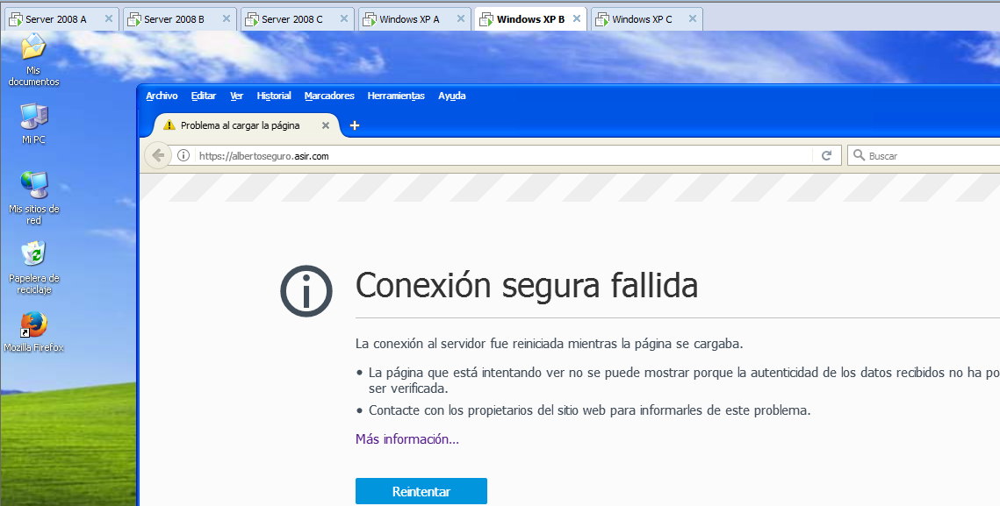 Server 2008 A
Server 2008 B
Server 2008 C
Windows XP A
Windows XP B
Windows XP C
Mis
documentos
Mi PC
Mis sitios de
red
Papelera de
reciclaje
Mozilla Firefox
Archivo Editar Ver Historial Marcadores Herramientas Ayuda
Problema al cargar la página
https://albertoseguro.asir.com
Buscar
Conexión segura fallida
La conexión al servidor fue reiniciada mientras la página se cargaba.
• La página que está intentando ver no se puede mostrar porque la autenticidad de los datos recibidos no ha po
ser verificada.
• Contacte con los propietarios del sitio web para informarles de este problema.
Más información...
Reintentar